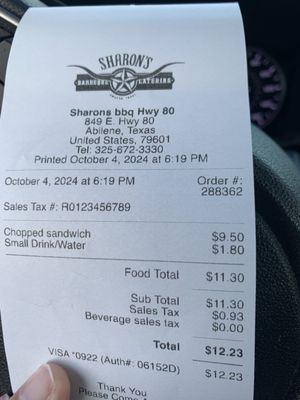 SHARON'S
BARBEQUE CATERING
Sharons bbq Hwy 80
849 E. Hwy 80
Abilene, Texas
United States, 79601
Tel: 325-672-3330
Printed October 4, 2024 at 6:19 PM
October 4, 2024 at 6:19 PM Order #:
288362
Sales Tax #: R0123456789
Chopped sandwich $9.50
Small Drink/Water $1.80
Food Total $11.30
Sub Total $11.30
Sales Tax $0.93
Beverage sales tax $0.00
Total $12.23
VISA *0922 (Auth#: 06152D) $12.23
Thank You
Please Come